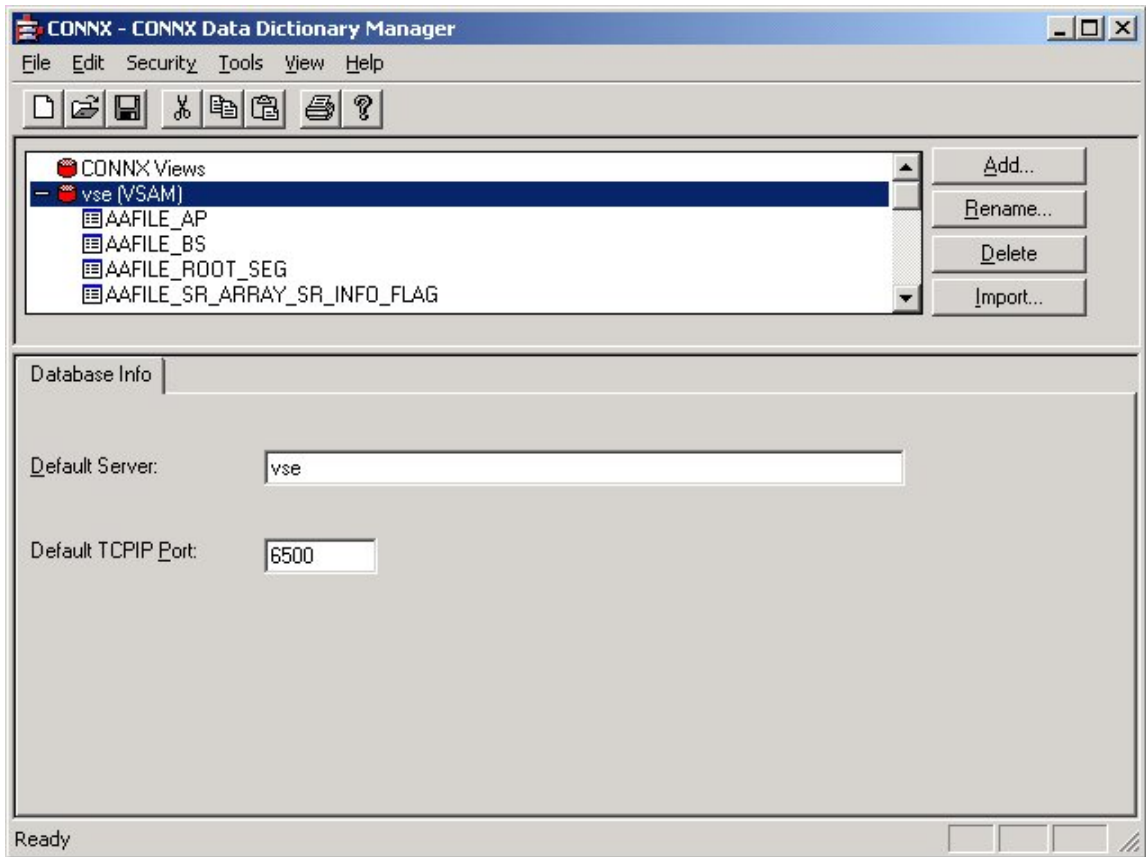 CONNX - CONNX Data Dictionary Manager
File Edit Security Tools View Help
CONNX Views
vse (VSAM)
AAFILE_AP
AAFILE_BS
AAFILE_ROOT_SEG
AAFILE_SR_ARRAY_SR_INFO_FLAG
Add...
Rename...
Delete
Import...
Database Info
Default Server: vse
Default TCPIP Port: 6500
Ready